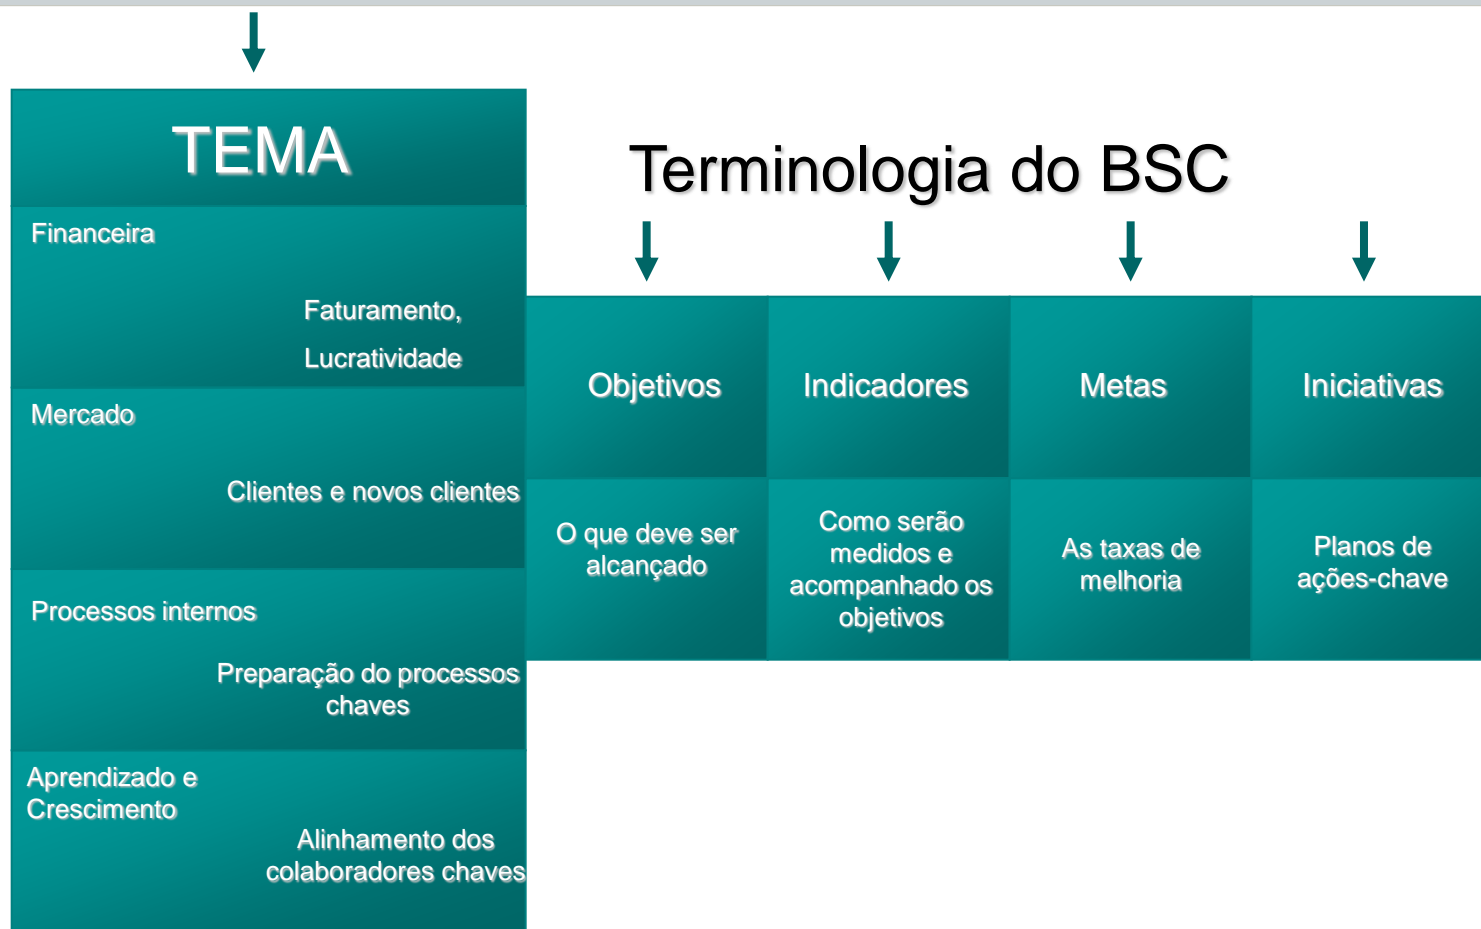 TEMA
Financeira
Faturamento,
Lucratividade
Mercado
Clientes e novos clientes
Processos internos
Preparação do processos
chaves
Aprendizado e
Crescimento
Alinhamento dos
colaboradores chaves
Terminologia do BSC
Objetivos
Indicadores
Metas
Iniciativas
O que deve ser
alcançado
Como serão
medidos e
acompanhado os
objetivos
As taxas de
melhoria
Planos de
ações-chave